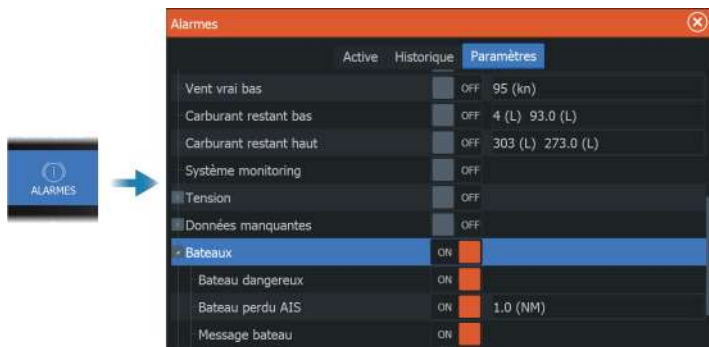 Alarmes
Active Historique Paramètres
Vent vrai bas OFF 95 (kn)
Carburant restant bas OFF 4 (L) 93.0 (L)
Carburant restant haut OFF 303 (L) 273.0 (L)
Système monitoring OFF
ALARMES
Tension OFF
Données manquantes OFF
Bateaux ON
Bateau dangereux ON
Bateau perdu AIS ON 1.0 (NM)
Message bateau ON